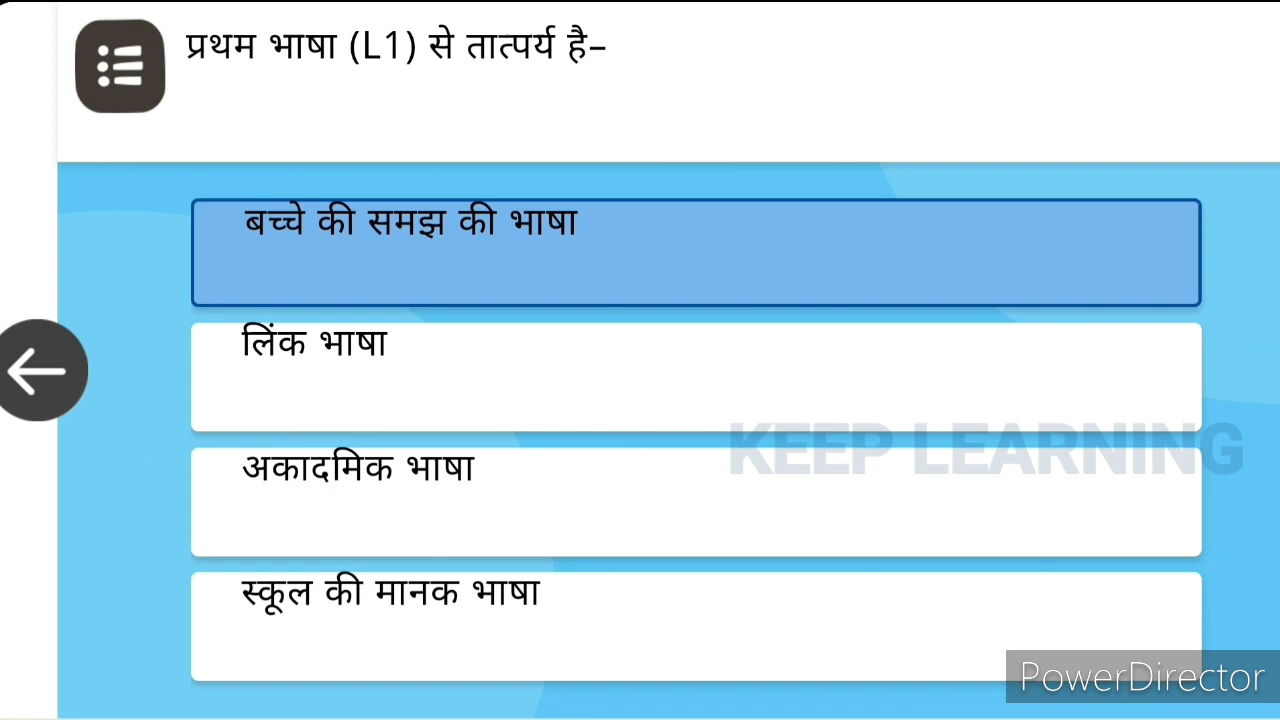 प्रथम भाषा (L1) से तात्पर्य है–
बच्चे की समझ की भाषा
लिंक भाषा
KEEP LEARNING
अकादमिक भाषा
स्कूल की मानक भाषा
PowerDirector